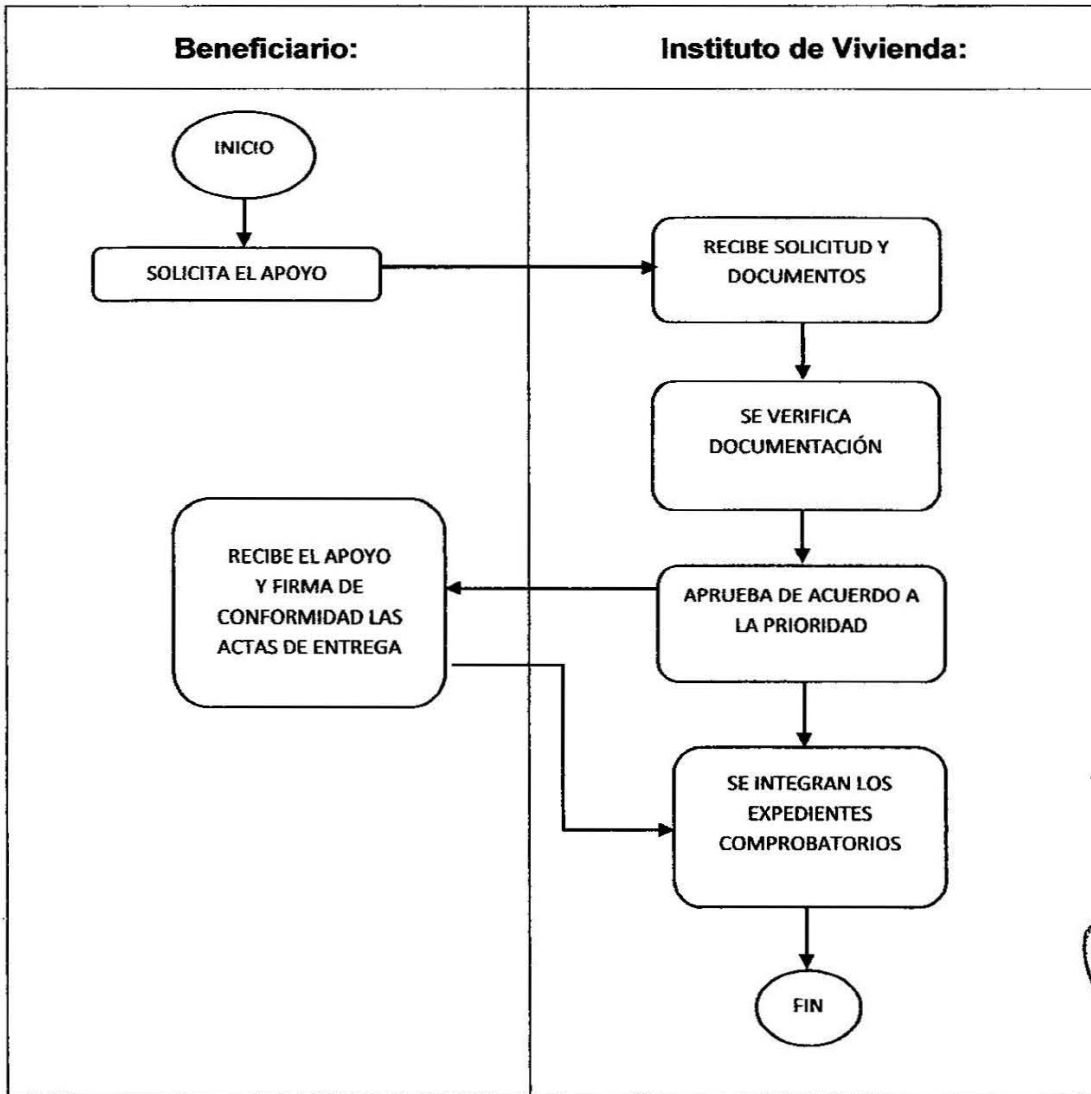 Beneficiario:
Instituto de Vivienda:
INICIO
SOLICITA EL APOYO
RECIBE SOLICITUD Y
DOCUMENTOS
SE VERIFICA
DOCUMENTACIÓN
APRUEBA DE ACUERDO A
LA PRIORIDAD
RECIBE EL APOYO
Y FIRMA DE
CONFORMIDAD LAS
ACTAS DE ENTREGA
SE INTEGRAN LOS
EXPEDIENTES
COMPROBATORIOS
FIN